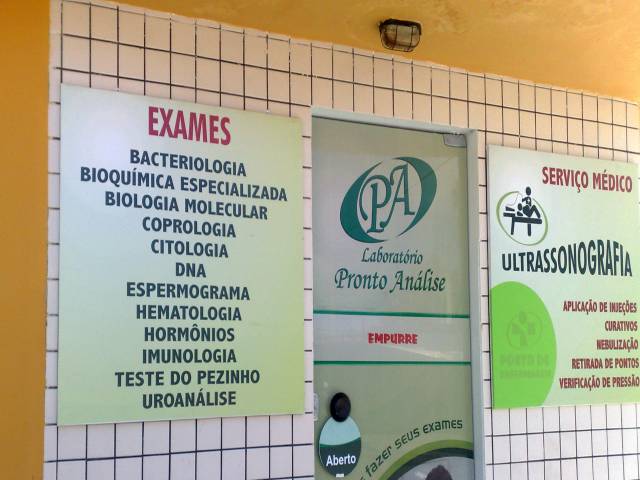 EXAMES
BACTERIOLOGIA
BIOQUÍMICA ESPECIALIZADA
BIOLOGIA MOLECULAR
COPROLOGIA
CITOLOGIA
DNA
ESPERMOGRAMA
HEMATOLOGIA
HORMÔNIOS
IMUNOLOGIA
TESTE DO PEZINHO
UROANÁLISE
PA
Laboratório
Pronto Análise
EMPURRE
fazer seus exames
Aberto
SERVIÇO MÉDICO
ULTRASSONOGRAFIA
APLICAÇÃO DE INJEÇÕES
CURATIVOS
NEBULIZAÇÃO
RETIRADA DE PONTOS
VERIFICAÇÃO DE PRESSÃO